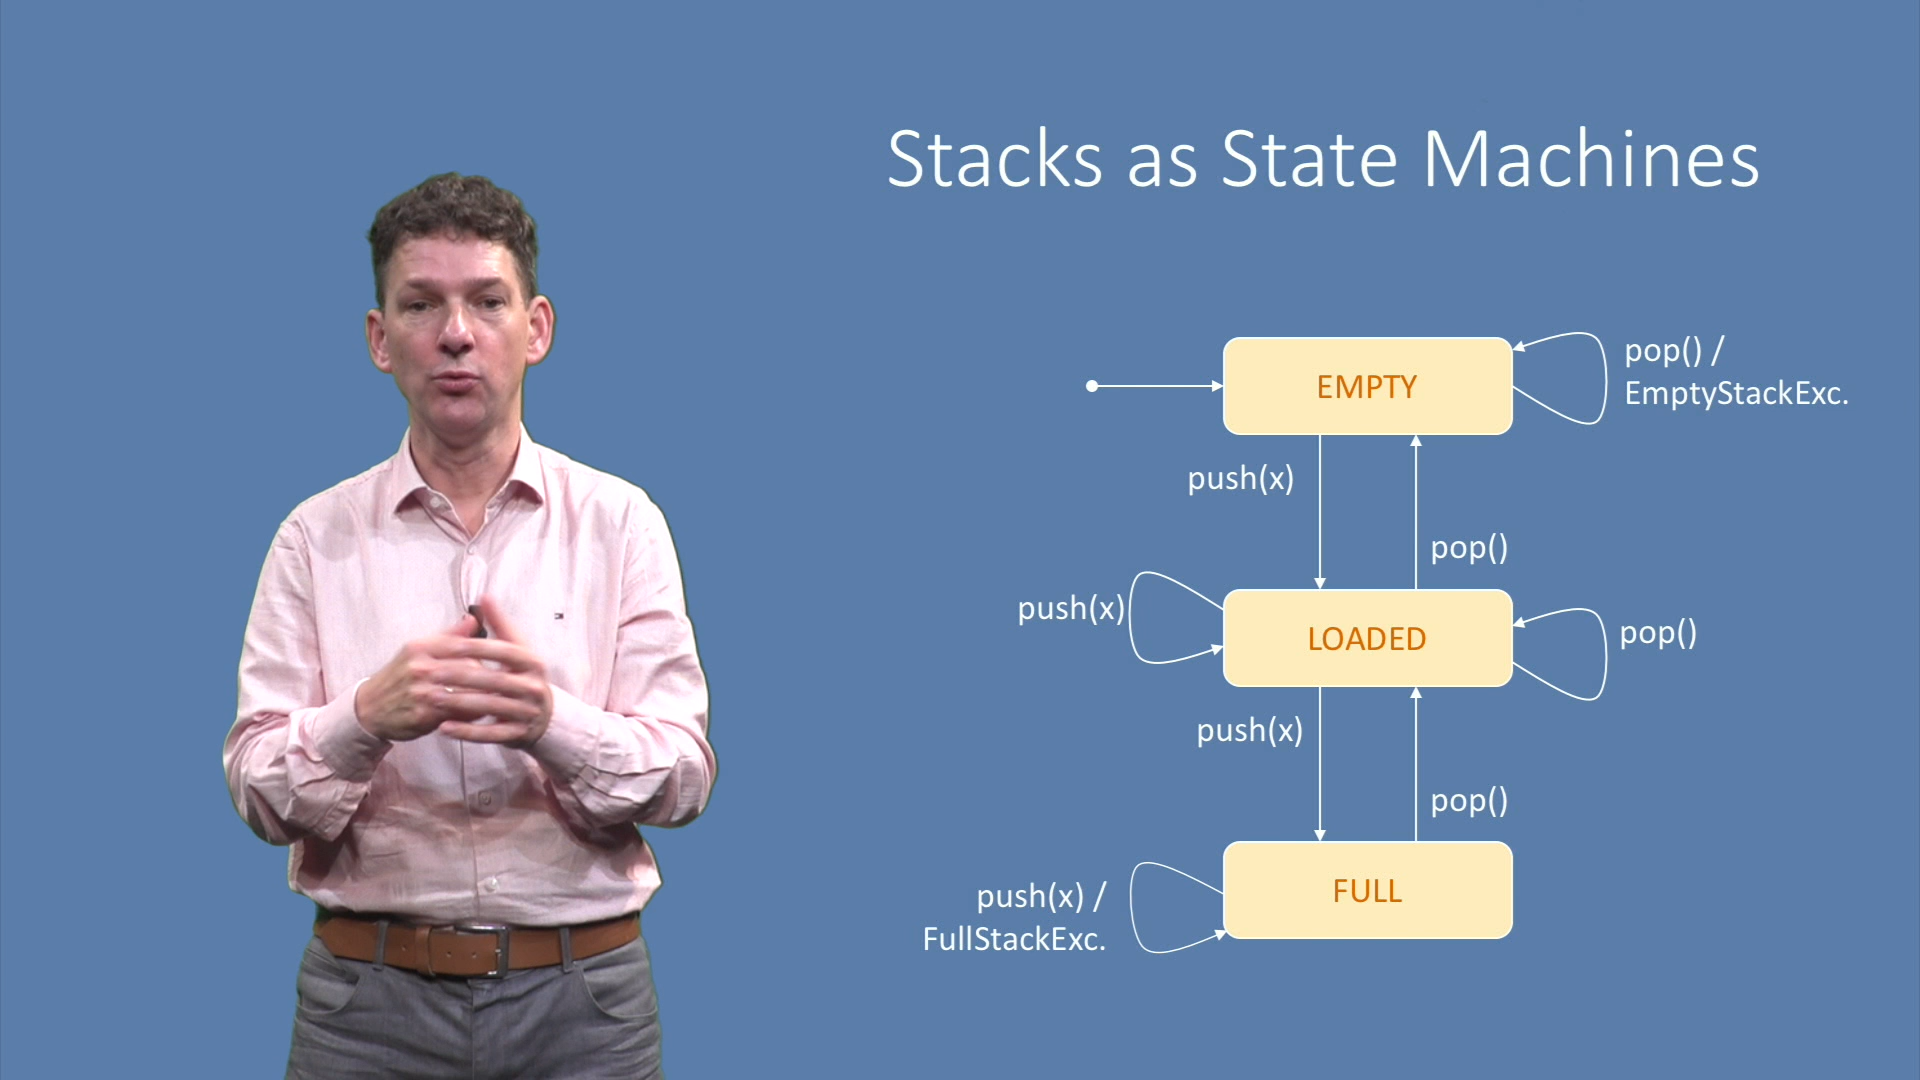 Stacks as State Machines
EMPTY
pop() /
EmptyStackExc.
push(x)
pop()
push(x)
LOADED
pop()
push(x)
pop()
push(x) /
FullStackExc.
FULL